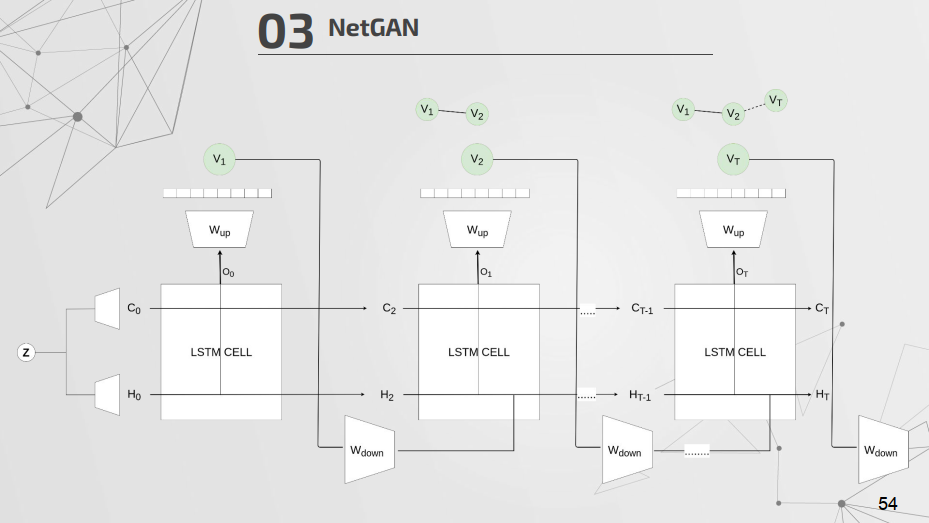 03 NetGAN
V1 V2
V1 V2 VT
V1 V2 VT
Wup Wup Wup
O0 O1 OT
C0 C2 ..... CT-1 CT
Z LSTM CELL LSTM CELL LSTM CELL
H0 H2 ...... HT-1 HT
Wdown Wdown ........ Wdown
54